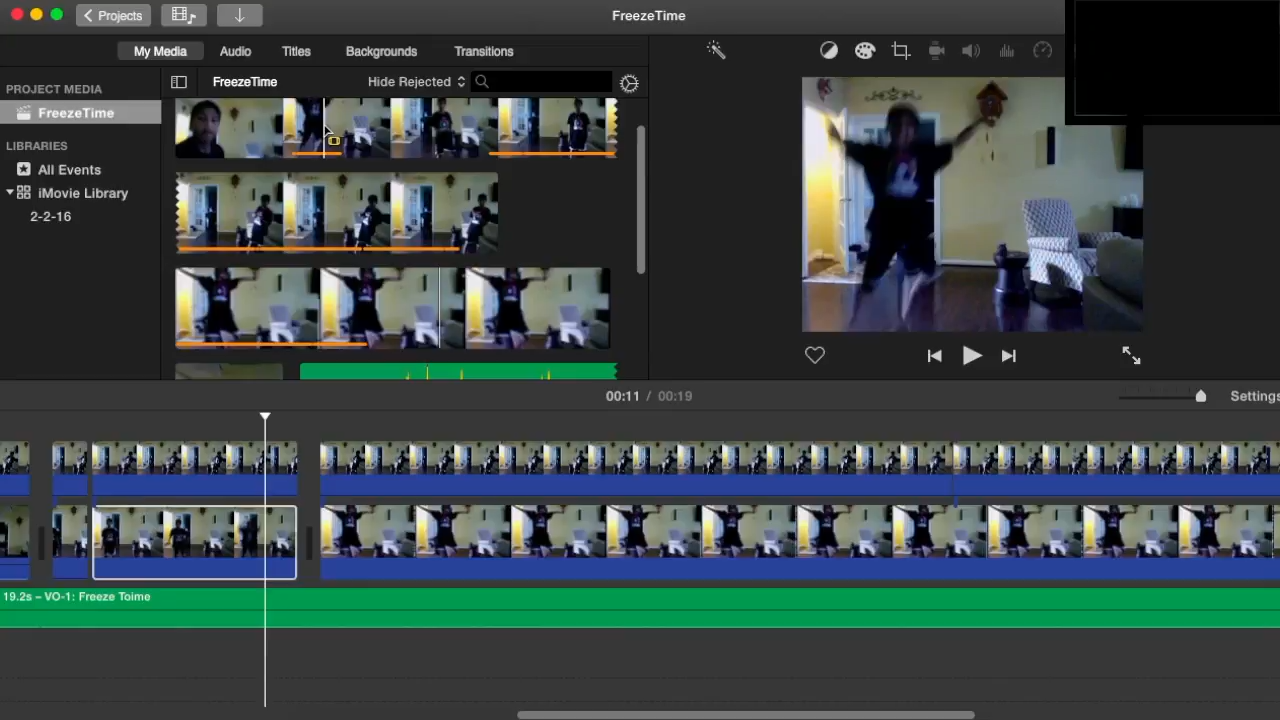 Projects
FreezeTime
My Media
Audio
Titles
Backgrounds
Transitions
PROJECT MEDIA
FreezeTime
LIBRARIES
All Events
iMovie Library
2-2-16
FreezeTime
Hide Rejected
00:11 / 00:19
Settings
19.2s – VO-1: Freeze Toime